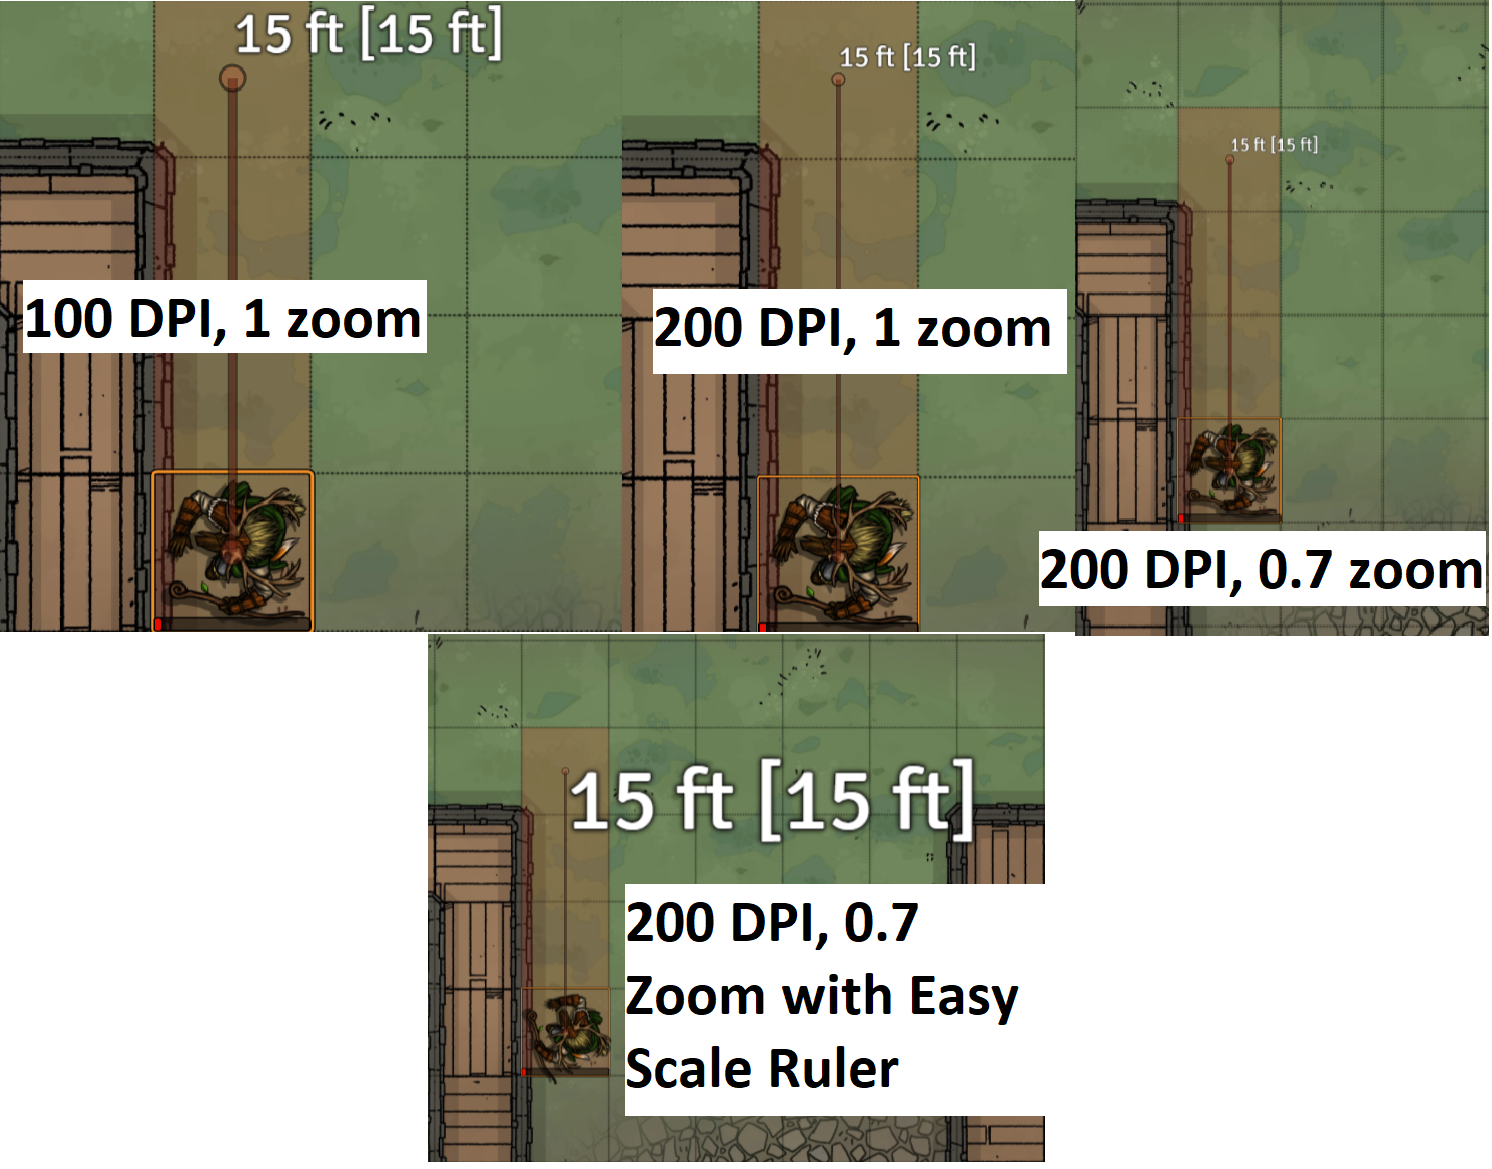 15 ft [15 ft]
100 DPI, 1 zoom
15 ft [15 ft]
200 DPI, 1 zoom
15 ft [15 ft]
200 DPI, 0.7 zoom
15 ft [15 ft]
200 DPI, 0.7
Zoom with Easy
Scale Ruler